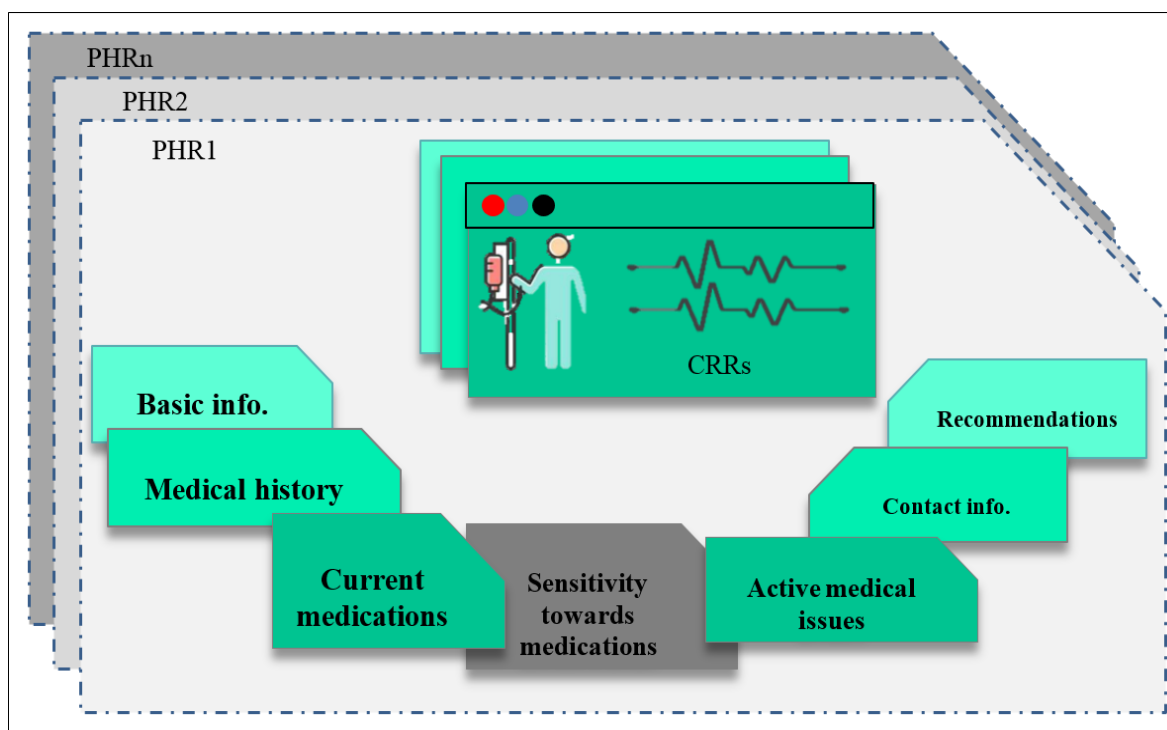 PHRn
PHR2
PHR1
CRRs
Basic info.
Recommendations
Medical history
Contact info.
Current
medications
Sensitivity
towards
medications
Active medical
issues